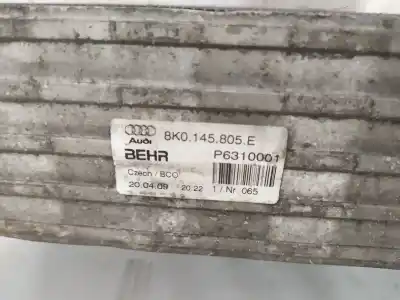 Audi 8K0.145.805.E
BEHR P6310001
Czech / BCO
20.04.09 20:22 1 / Nr. 065